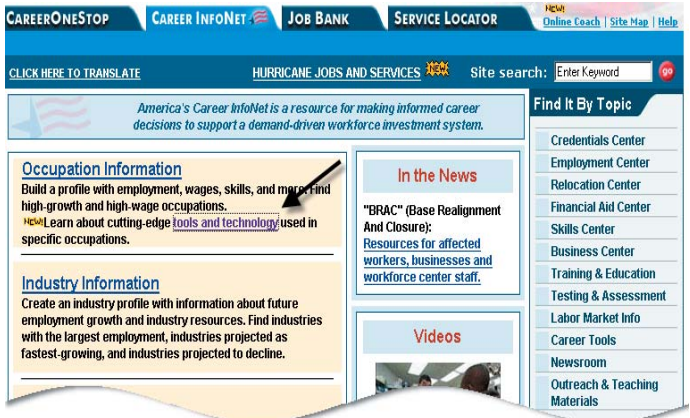 CAREERONESTOP
CAREER INFONET
JOB BANK
SERVICE LOCATOR
NEW!
Online Coach | Site Map | Help
CLICK HERE TO TRANSLATE
HURRICANE JOBS AND SERVICES NEW
Site search: Enter Keyword go
America's Career InfoNet is a resource for making informed career
decisions to support a demand-driven workforce investment system.
Occupation Information
Build a profile with employment, wages, skills, and more. Find
high-growth and high-wage occupations.
NEW! Learn about cutting-edge tools and technology used in
specific occupations.
Industry Information
Create an industry profile with information about future
employment growth and industry resources. Find industries
with the largest employment, industries projected as
fastest-growing, and industries projected to decline.
In the News
"BRAC" (Base Realignment
And Closure):
Resources for affected
workers, businesses and
workforce center staff.
Videos
Find It By Topic
Credentials Center
Employment Center
Relocation Center
Financial Aid Center
Skills Center
Business Center
Training & Education
Testing & Assessment
Labor Market Info
Career Tools
Newsroom
Outreach & Teaching
Materials